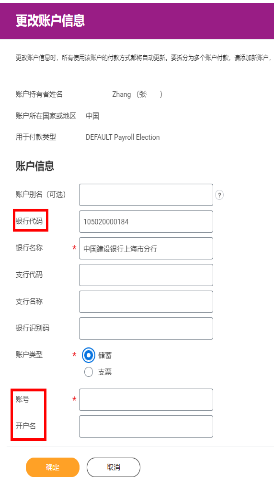 更改账户信息
更改账户信息时，所有使用该账户的付款方式都将自动更新。要拆分为多个账户付款，请添加新账户。
账户持有者姓名 Zhang （张 ）
账户所在国家或地区 中国
用于付款类型 DEFAULT Payroll Election
账户信息
账户别名（可选） ?
银行代码 105020000184
银行名称 * 中国建设银行上海市分行
支行代码
支行名称
银行识别码
账户类型 * 储蓄
支票
账号 *
开户名
确定 取消